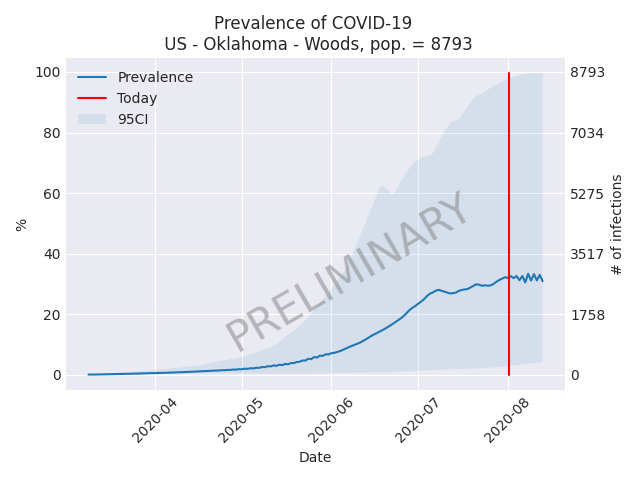 Prevalence of COVID-19
US - Oklahoma - Woods, pop. = 8793
Prevalence
Today
95CI
100
80
60
40
20
0
%
8793
7034
5275
3517
1758
0
# of infections
PRELIMINARY
2020-04
2020-05
2020-06
2020-07
2020-08
Date